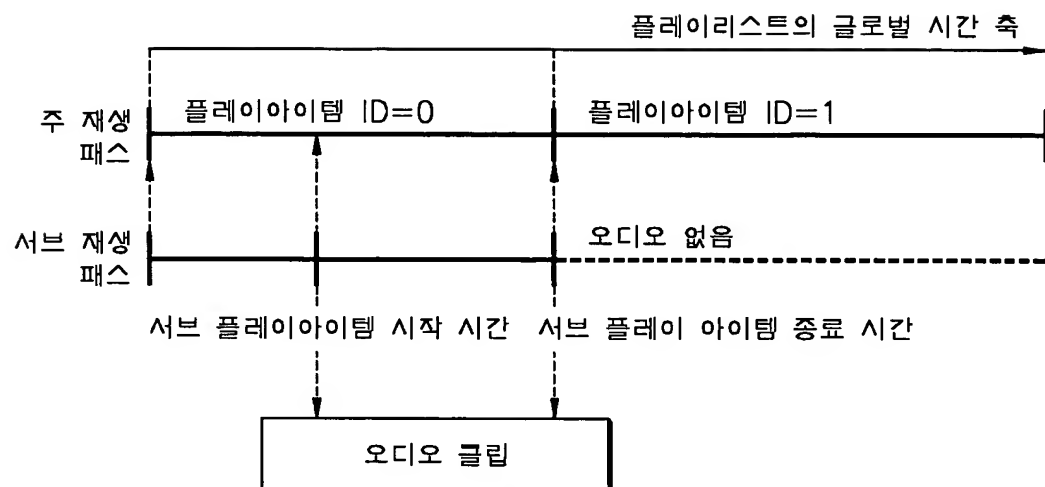 플레이리스트의 글로벌 시간 축
주 재생
패스
플레이아이템 ID=0
플레이아이템 ID=1
서브 재생
패스
오디오 없음
서브 플레이아이템 시작 시간
서브 플레이 아이템 종료 시간
오디오 클립